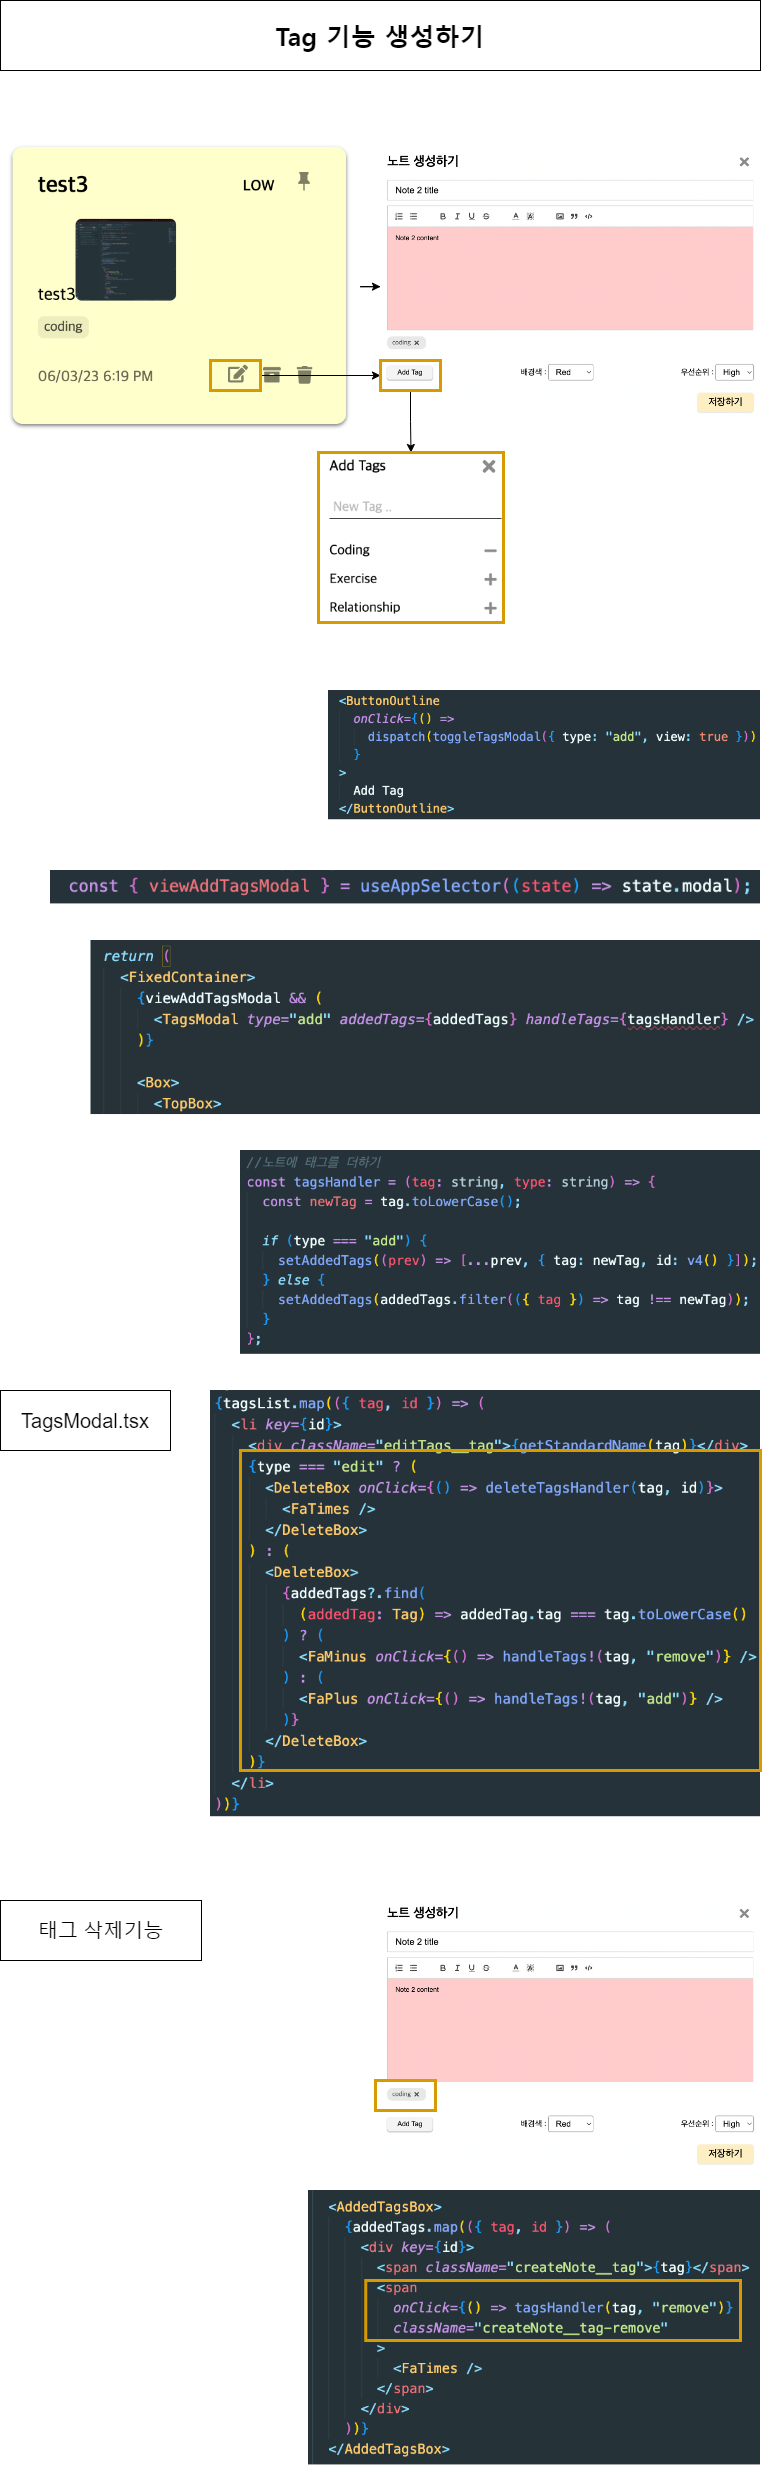 Tag 기능 생성하기
test3
LOW
test3
coding
06/03/23 6:19 PM
노트 생성하기
Note 2 title
B I U S A A
Note 2 content
coding
Add Tag
배경색 : Red
우선순위 : High
저장하기
Add Tags
New Tag ..
Coding
Exercise
Relationship
<ButtonOutline
onClick={() =>
dispatch(toggleTagsModal({ type: "add", view: true }))
}
>
Add Tag
</ButtonOutline>
const { viewAddTagsModal } = useAppSelector((state) => state.modal);
return (
<FixedContainer>
{viewAddTagsModal && (
<TagsModal type="add" addedTags={addedTags} handleTags={tagsHandler} />
)}
<Box>
<TopBox>
//노트에 태그를 더하기
const tagsHandler = (tag: string, type: string) => {
const newTag = tag.toLowerCase();
if (type === "add") {
setAddedTags((prev) => [...prev, { tag: newTag, id: v4() }]);
} else {
setAddedTags(addedTags.filter(({ tag }) => tag !== newTag));
}
};
TagsModal.tsx
{tagsList.map(({ tag, id }) => (
<li key={id}>
<div className="editTags__tag">{getStandardName(tag)}</div>
{type === "edit" ? (
<DeleteBox onClick={() => deleteTagsHandler(tag, id)}>
<FaTimes />
</DeleteBox>
) : (
<DeleteBox>
{addedTags?.find(
(addedTag: Tag) => addedTag.tag === tag.toLowerCase()
) ? (
<FaMinus onClick={() => handleTags!(tag, "remove")} />
) : (
<FaPlus onClick={() => handleTags!(tag, "add")} />
)}
</DeleteBox>
)}
</li>
))}
태그 삭제기능
노트 생성하기
Note 2 title
B I U S A A
Note 2 content
coding
Add Tag
배경색 : Red
우선순위 : High
저장하기
<AddedTagsBox>
{addedTags.map(({ tag, id }) => (
<div key={id}>
<span className="createNote__tag">{tag}</span>
<span
onClick={() => tagsHandler(tag, "remove")}
className="createNote__tag-remove"
>
<FaTimes />
</span>
</div>
))}
</AddedTagsBox>